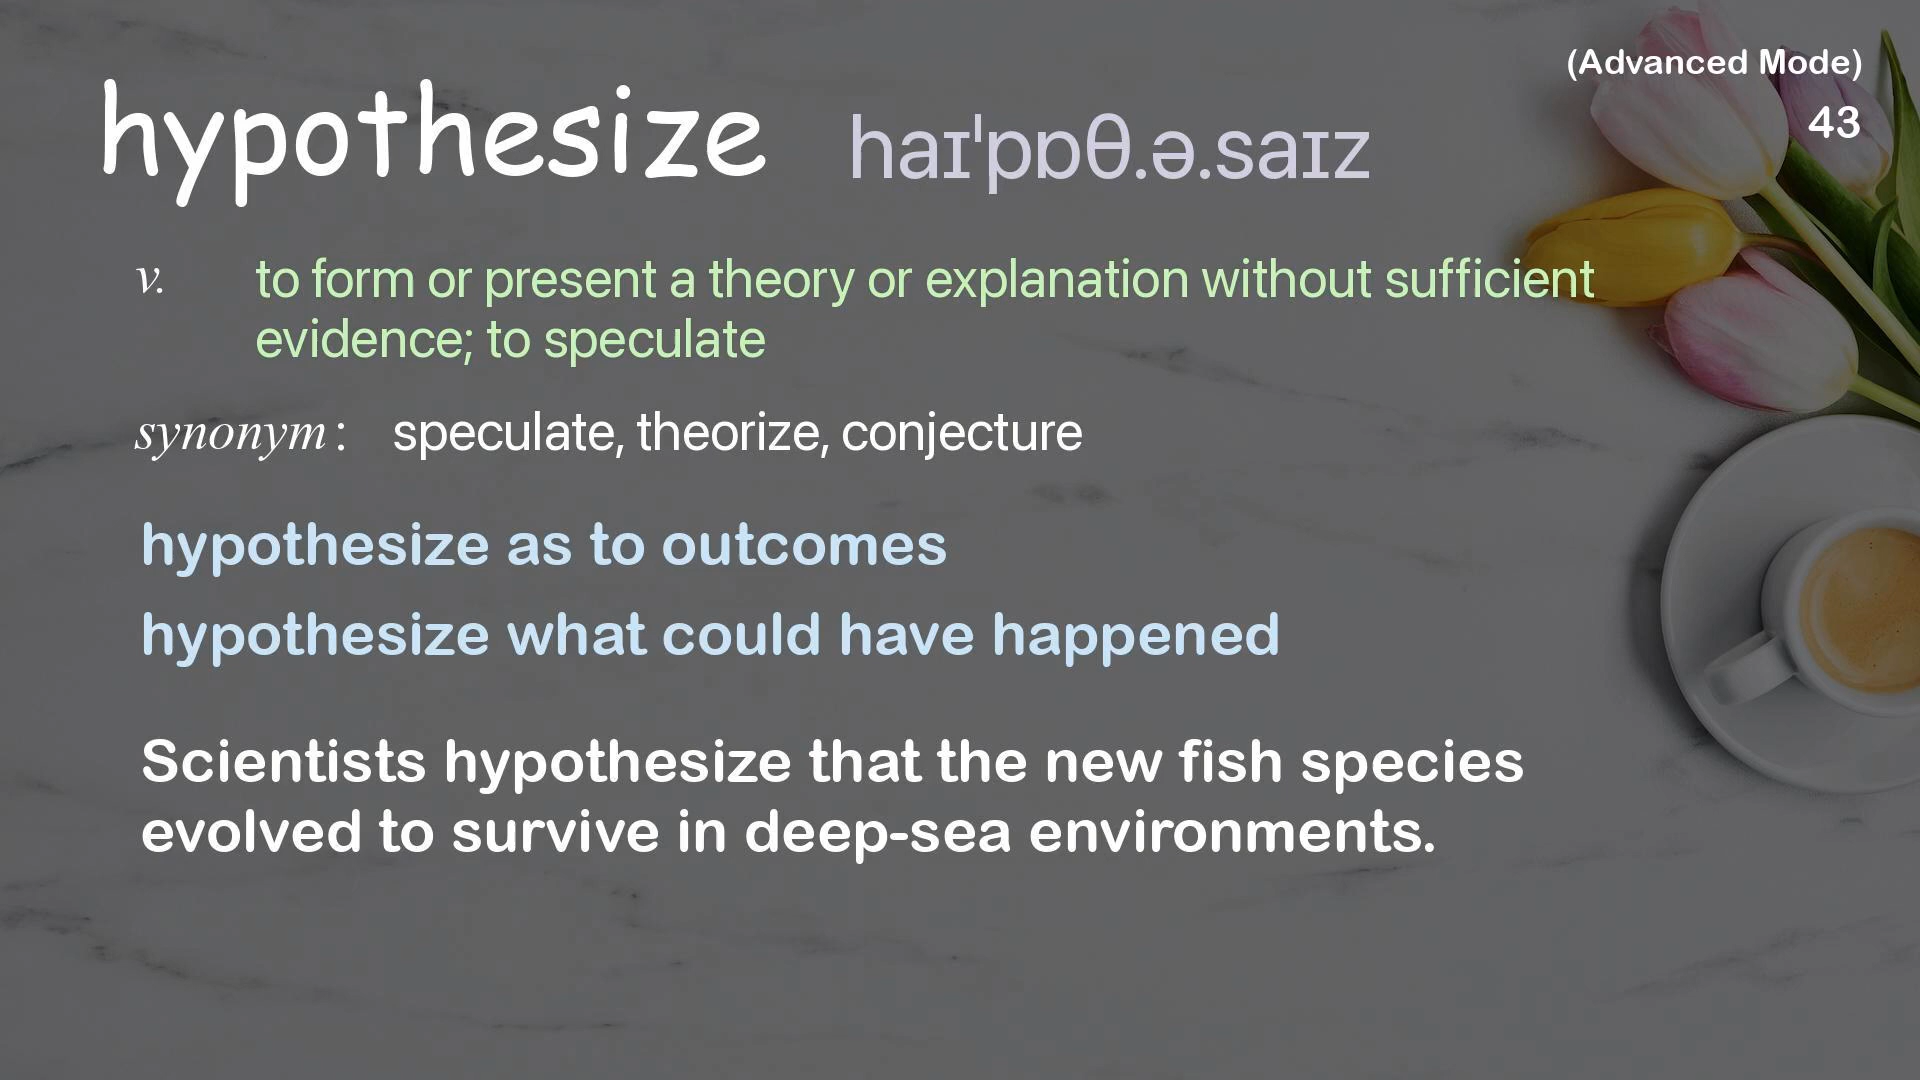 (Advanced Mode)
hypothesize haɪˈpɒθ.ə.saɪz
43
v. to form or present a theory or explanation without sufficient
evidence; to speculate
synonym : speculate, theorize, conjecture
hypothesize as to outcomes
hypothesize what could have happened
Scientists hypothesize that the new fish species
evolved to survive in deep-sea environments.